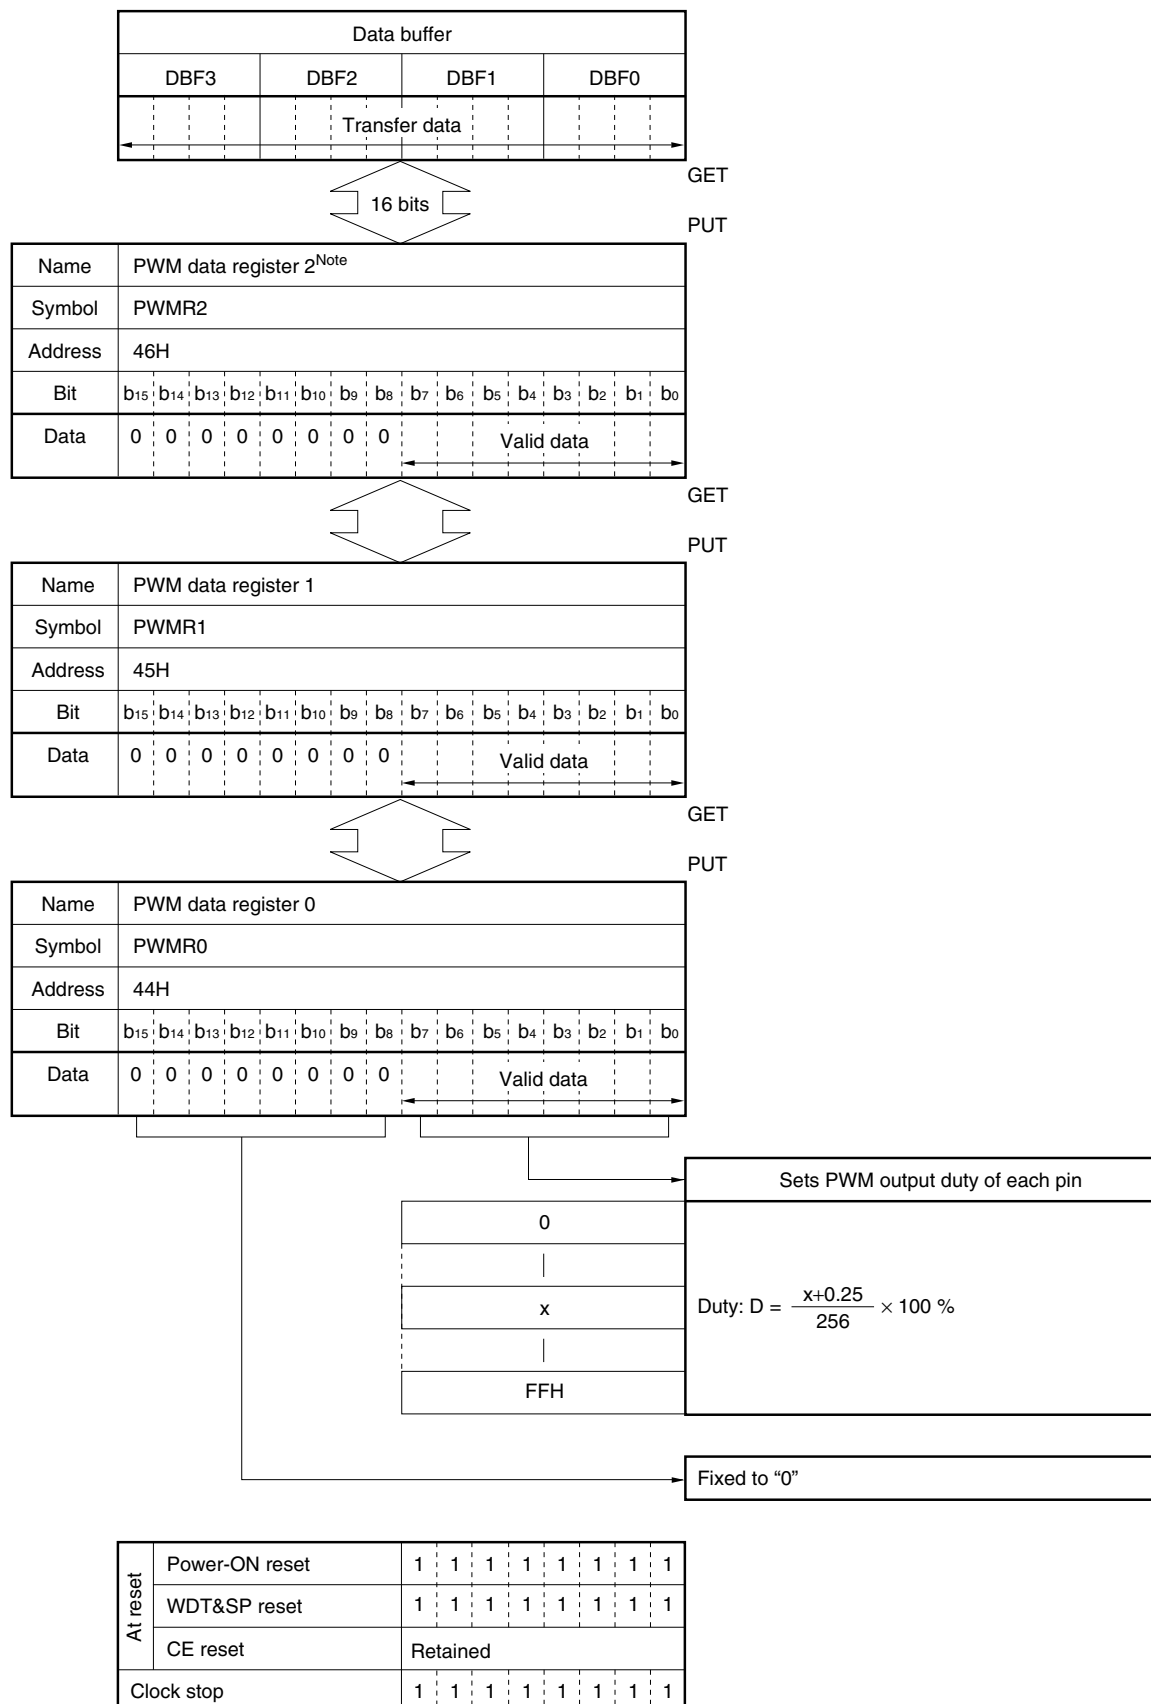 Data buffer
DBF3 DBF2 DBF1 DBF0
Transfer data
GET
16 bits
PUT
Name PWM data register 2Note
Symbol PWMR2
Address 46H
Bit b15 b14 b13 b12 b11 b10 b9 b8 b7 b6 b5 b4 b3 b2 b1 b0
Data 0 0 0 0 0 0 0 0 Valid data
GET
PUT
Name PWM data register 1
Symbol PWMR1
Address 45H
Bit b15 b14 b13 b12 b11 b10 b9 b8 b7 b6 b5 b4 b3 b2 b1 b0
Data 0 0 0 0 0 0 0 0 Valid data
GET
PUT
Name PWM data register 0
Symbol PWMR0
Address 44H
Bit b15 b14 b13 b12 b11 b10 b9 b8 b7 b6 b5 b4 b3 b2 b1 b0
Data 0 0 0 0 0 0 0 0 Valid data
Sets PWM output duty of each pin
0
x
FFH
Duty: D = x+0.25 / 256 × 100 %
Fixed to “0”
At reset
Power-ON reset 1 1 1 1 1 1 1 1
WDT&SP reset 1 1 1 1 1 1 1 1
CE reset Retained
Clock stop 1 1 1 1 1 1 1 1